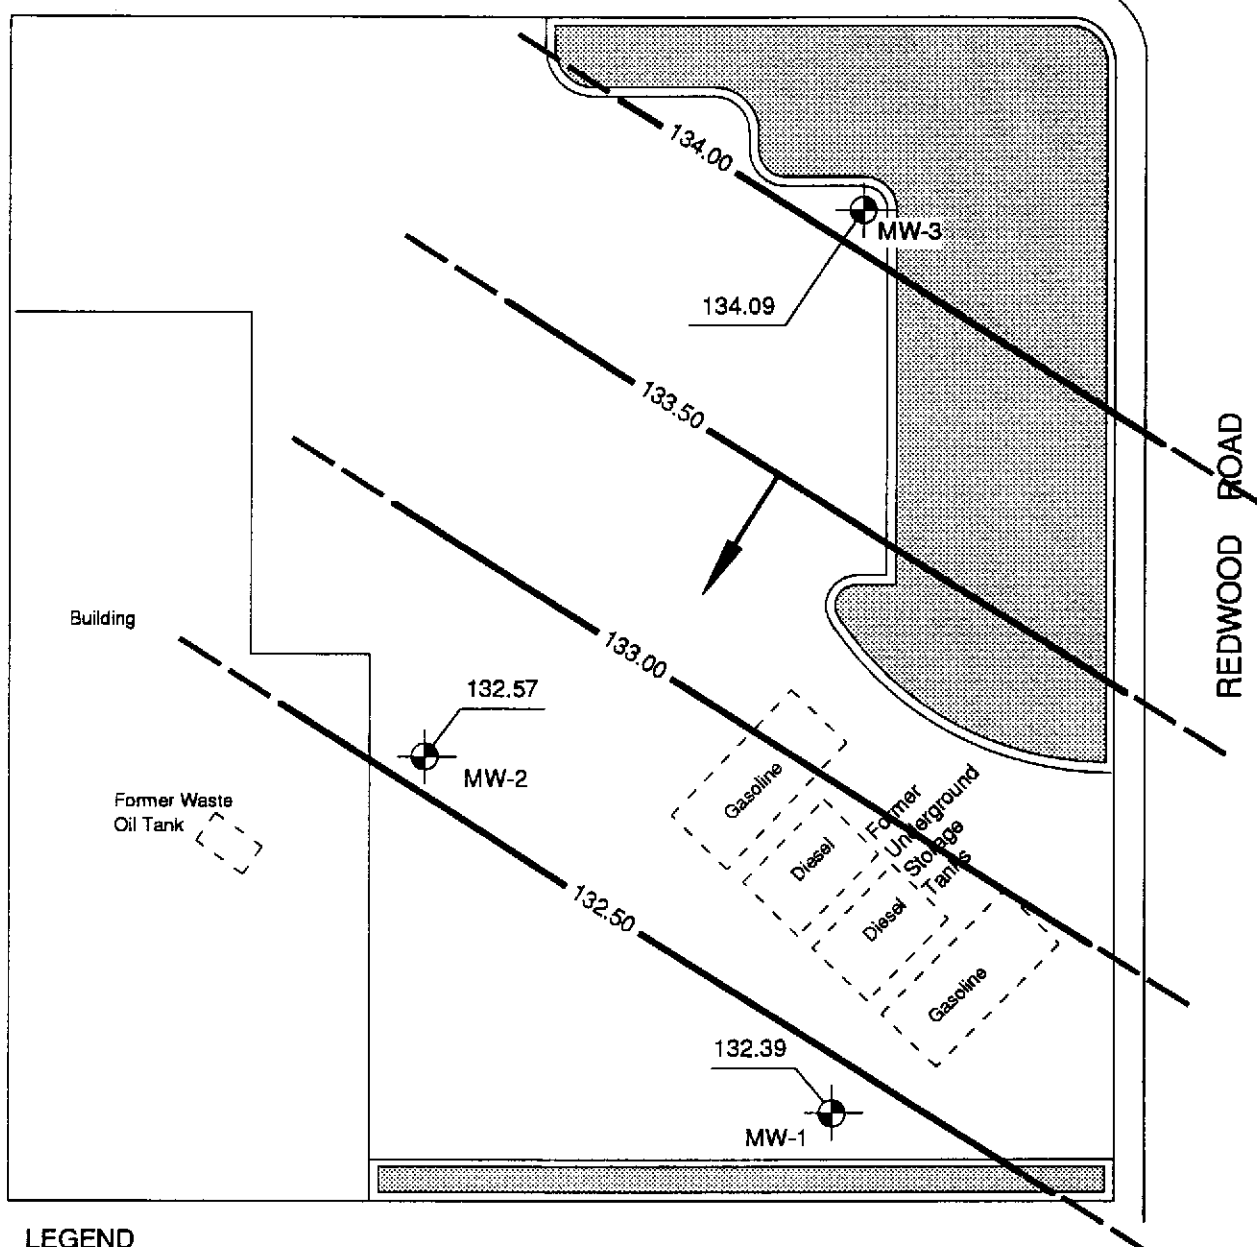 134.00
MW-3
134.09
133.50
REDWOOD ROAD
Building
133.00
132.57
MW-2
Former Waste
Oil Tank
Gasoline
Diesel
Former
Underground
Storage
Tanks
Diesel
Gasoline
132.50
132.39
MW-1
LEGEND